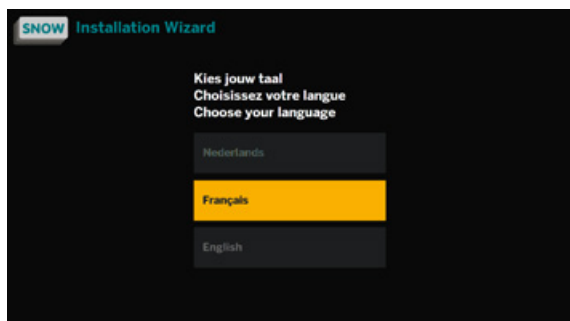 SNOW Installation Wizard
Kies jouw taal
Choisissez votre langue
Choose your language
Nederlands
Français
English